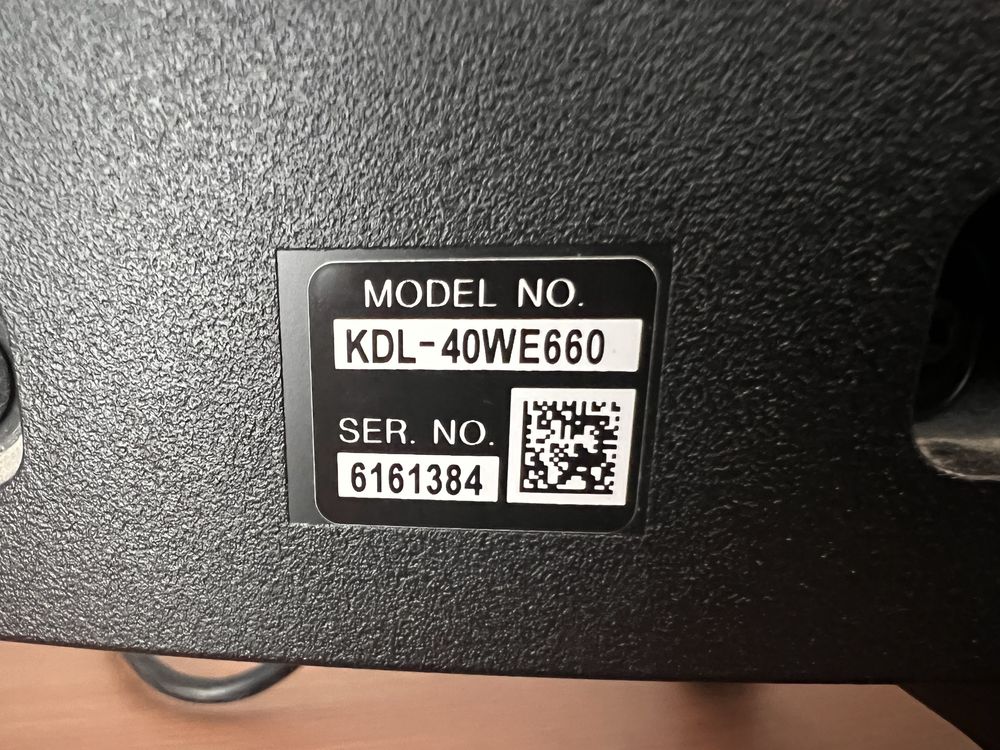 MODEL NO.
KDL-40WE660
SER. NO.
6161384